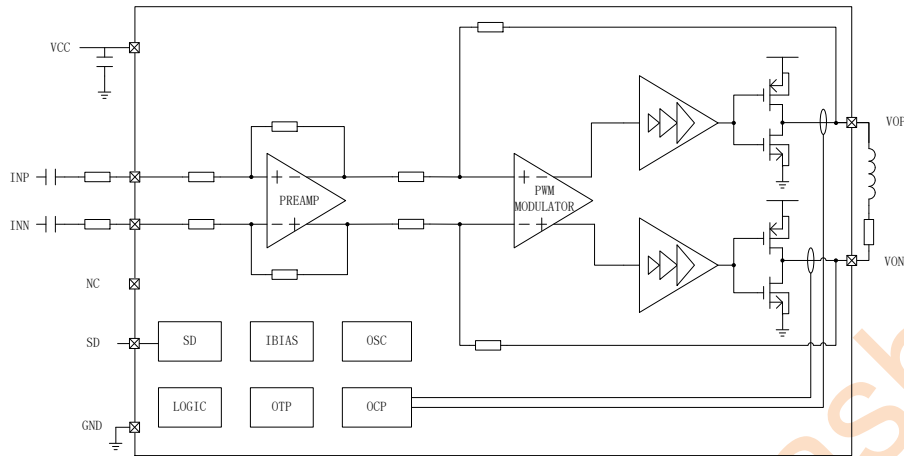 VCC
VOP
INP
PREAMP
PWM
MODULATOR
INN
VON
NC
SD
SD
IBIAS
OSC
LOGIC
OTP
OCP
GND